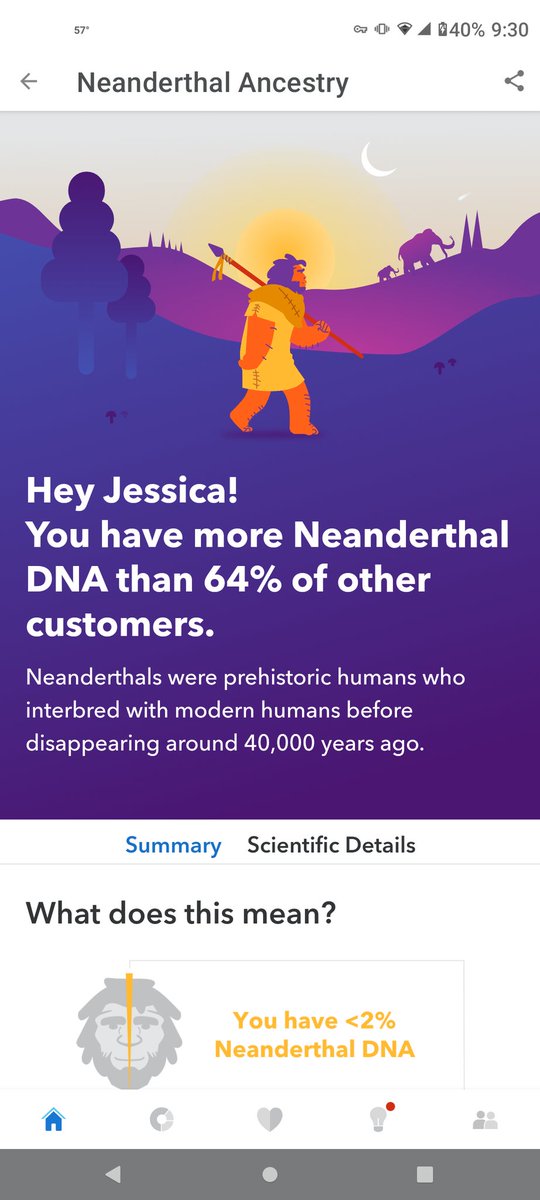 57°
40% 9:30
Neanderthal Ancestry
Hey Jessica!
You have more Neanderthal
DNA than 64% of other
customers.
Neanderthals were prehistoric humans who
interbred with modern humans before
disappearing around 40,000 years ago.
Summary Scientific Details
What does this mean?
You have <2%
Neanderthal DNA